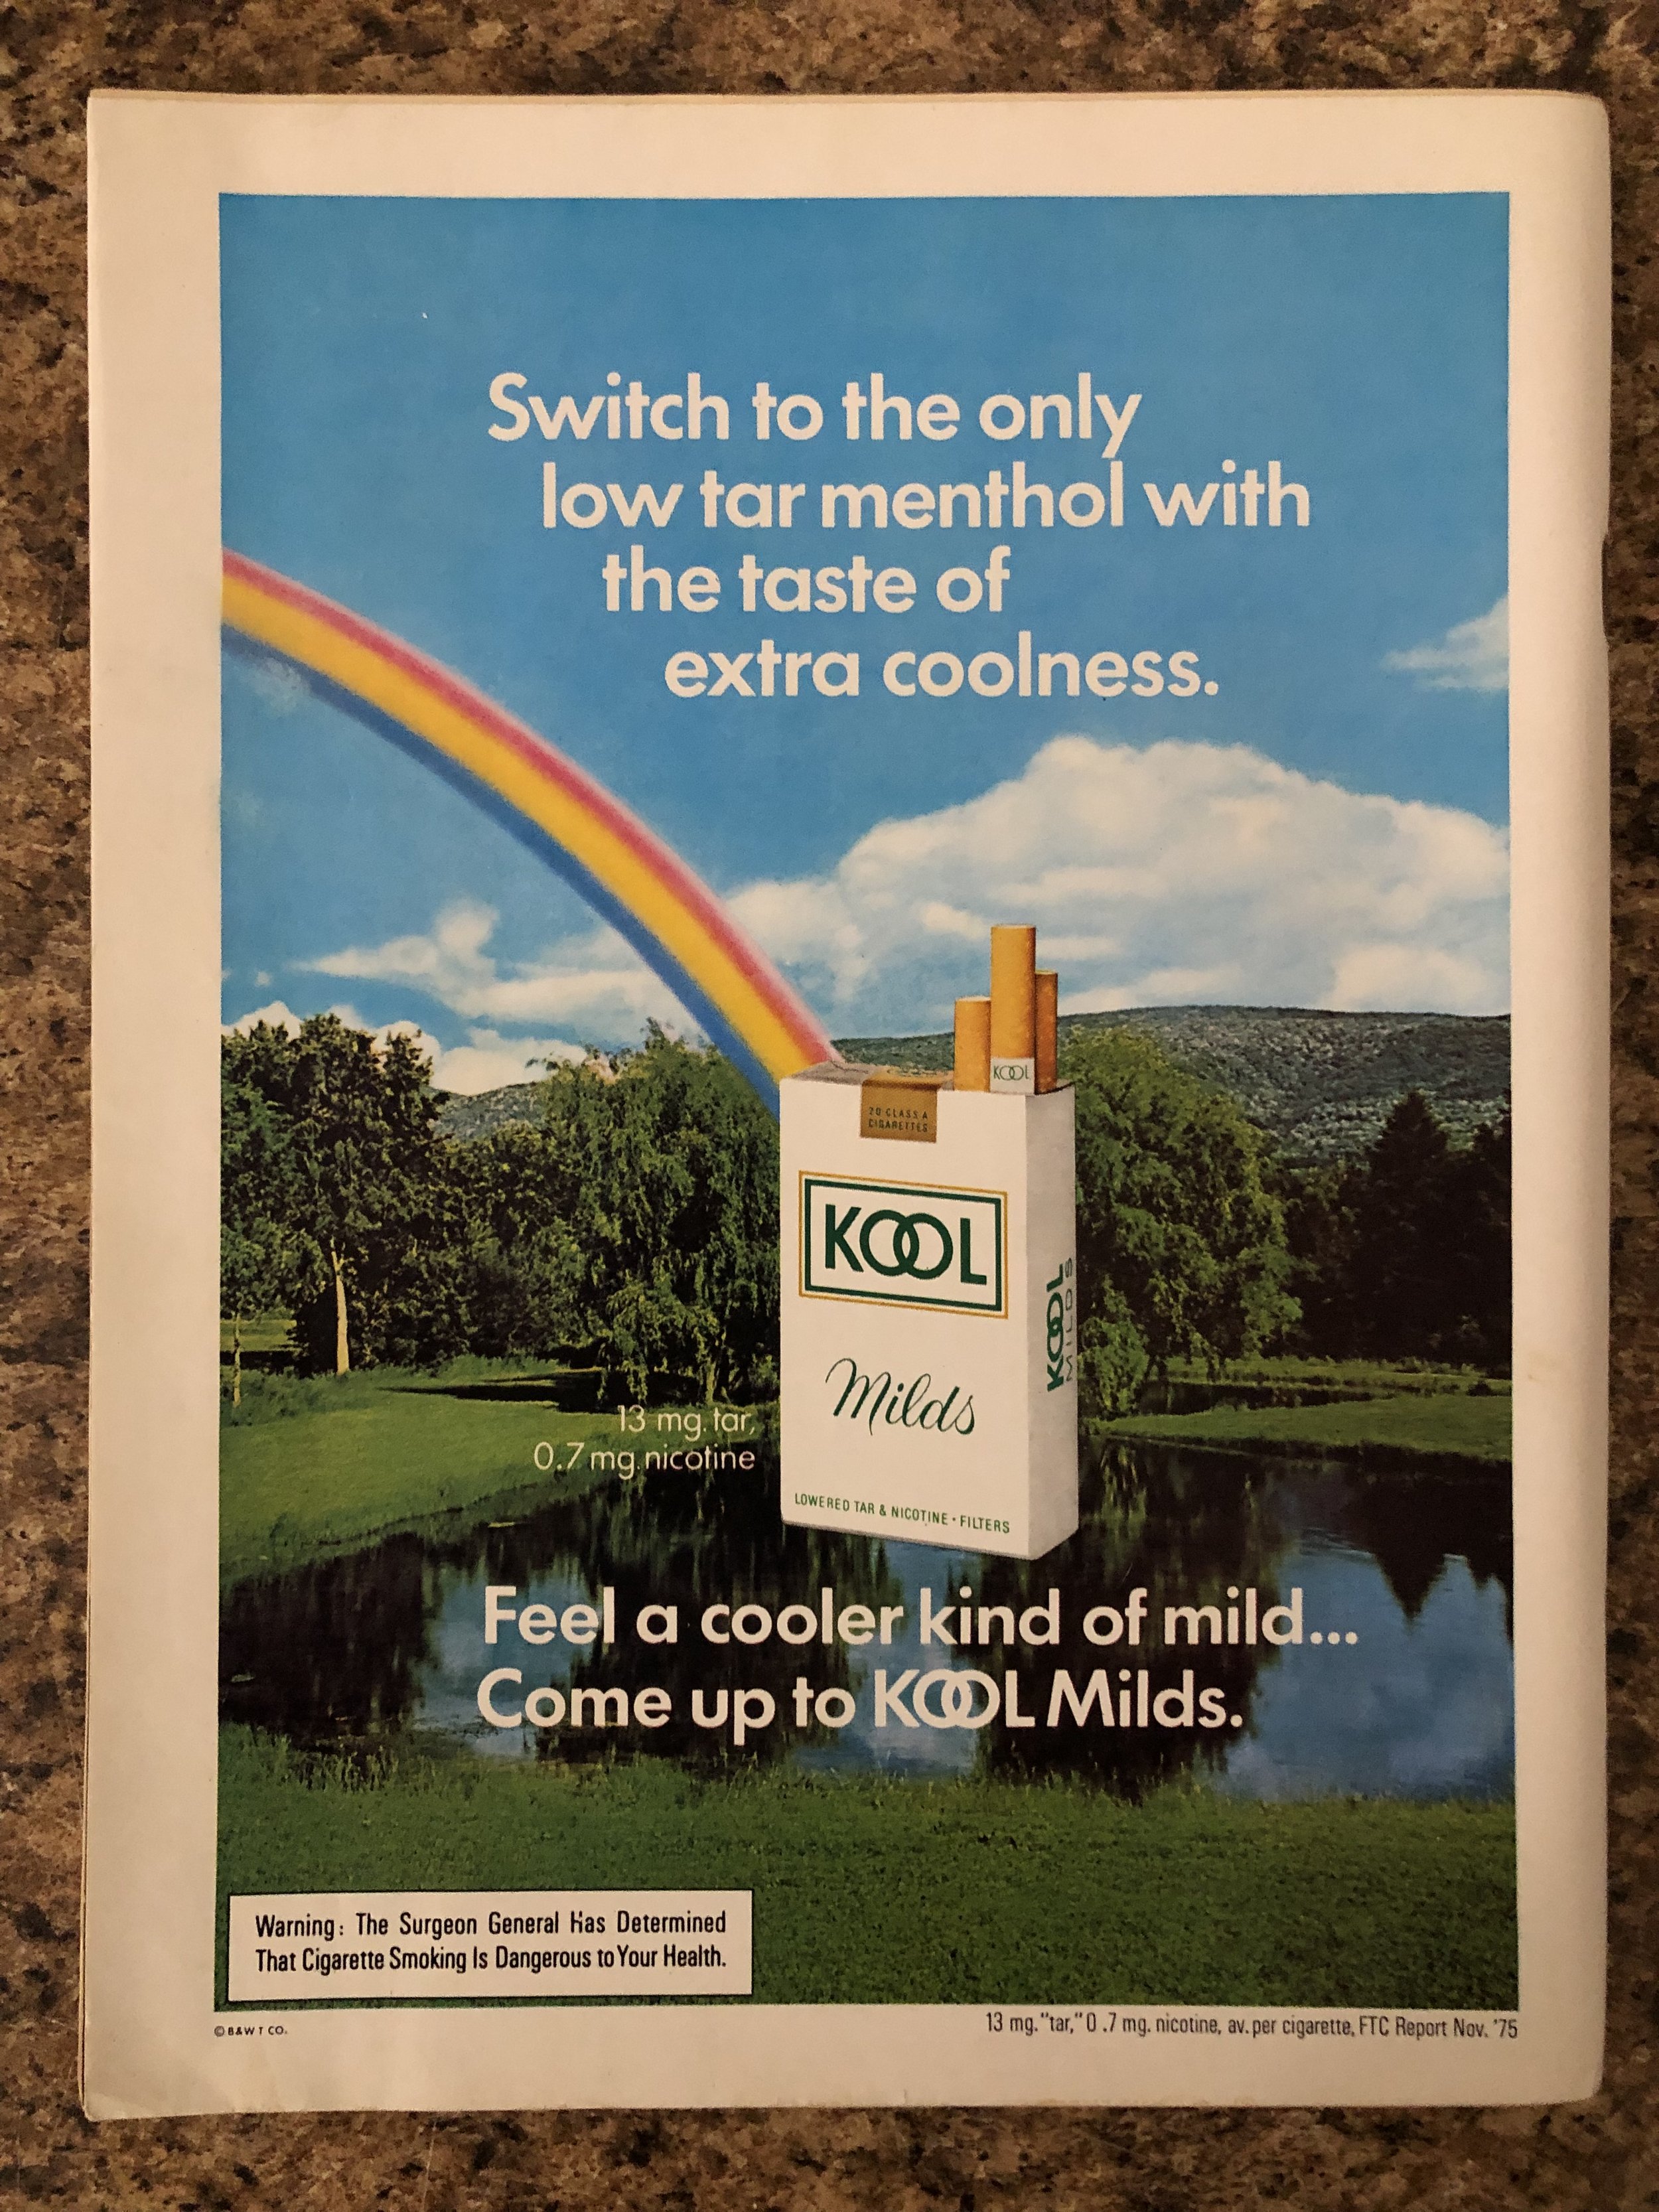 Switch to the only
low tar menthol with
the taste of
extra coolness.
KOOL
20 CLASS A
CIGARETTES
KOOL
KOOL
MILDS
Milds
13 mg. tar,
0.7 mg. nicotine
LOWERED TAR & NICOTINE • FILTERS
Feel a cooler kind of mild...
Come up to KOOL Milds.
Warning: The Surgeon General Has Determined
That Cigarette Smoking Is Dangerous to Your Health.
© B&W T CO.
13 mg. "tar," 0.7 mg. nicotine, av. per cigarette, FTC Report Nov. '75